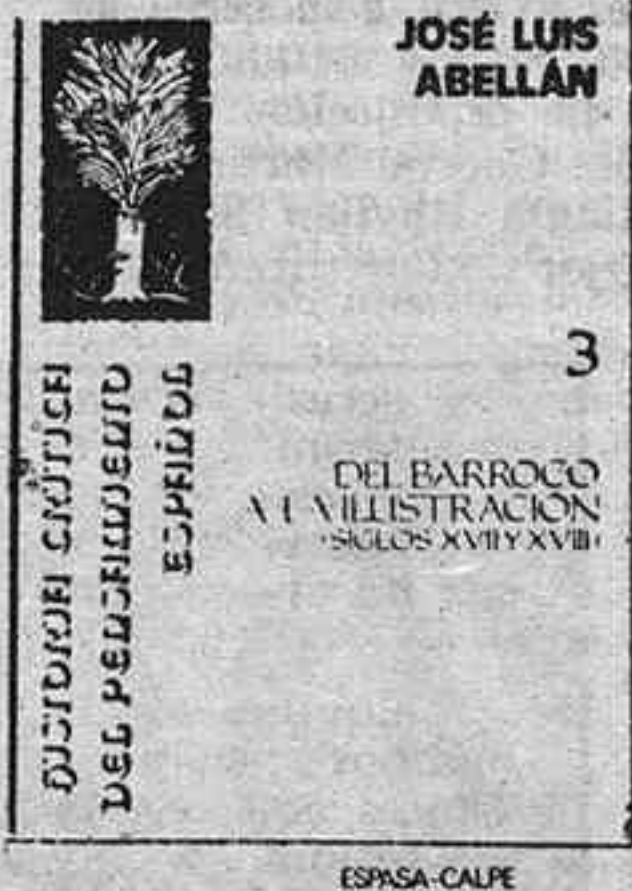 JOSÉ LUIS
ABELLÁN
HISTORIA CRÍTICA
DEL PENSAMIENTO
ESPAÑOL
3
DEL BARROCO
A LA ILUSTRACIÓN
(SIGLOS XVII Y XVIII)
ESPASA-CALPE